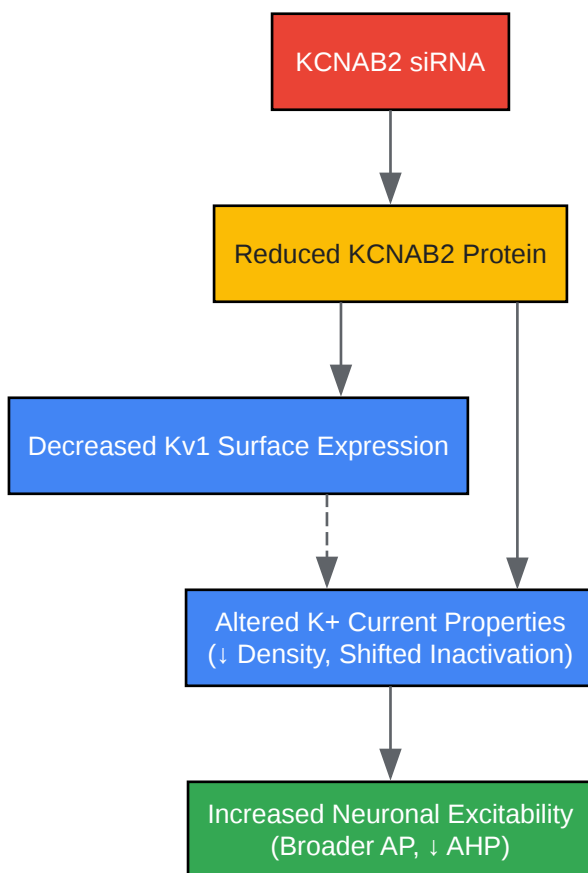 KCNAB2 siRNA
Reduced KCNAB2 Protein
Decreased Kv1 Surface Expression
Altered K+ Current Properties
(↓ Density, Shifted Inactivation)
Increased Neuronal Excitability
(Broader AP, ↓ AHP)